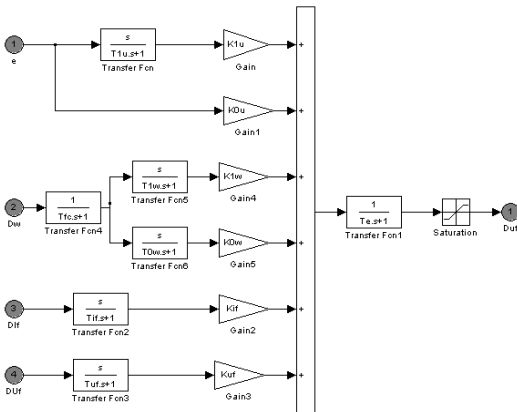 1
e
s
T1u.s+1
Transfer Fcn
K1u
Gain
+
K0u
Gain1
+
2
Dw
1
Tfc.s+1
Transfer Fcn4
s
T1w.s+1
Transfer Fcn5
K1w
Gain4
+
s
T0w.s+1
Transfer Fcn6
K0w
Gain5
+
1
Te.s+1
Transfer Fcn1
Saturation
1
Duf
3
DIf
s
Tif.s+1
Transfer Fcn2
Kif
Gain2
+
4
DUf
s
Tuf.s+1
Transfer Fcn3
Kuf
Gain3
+